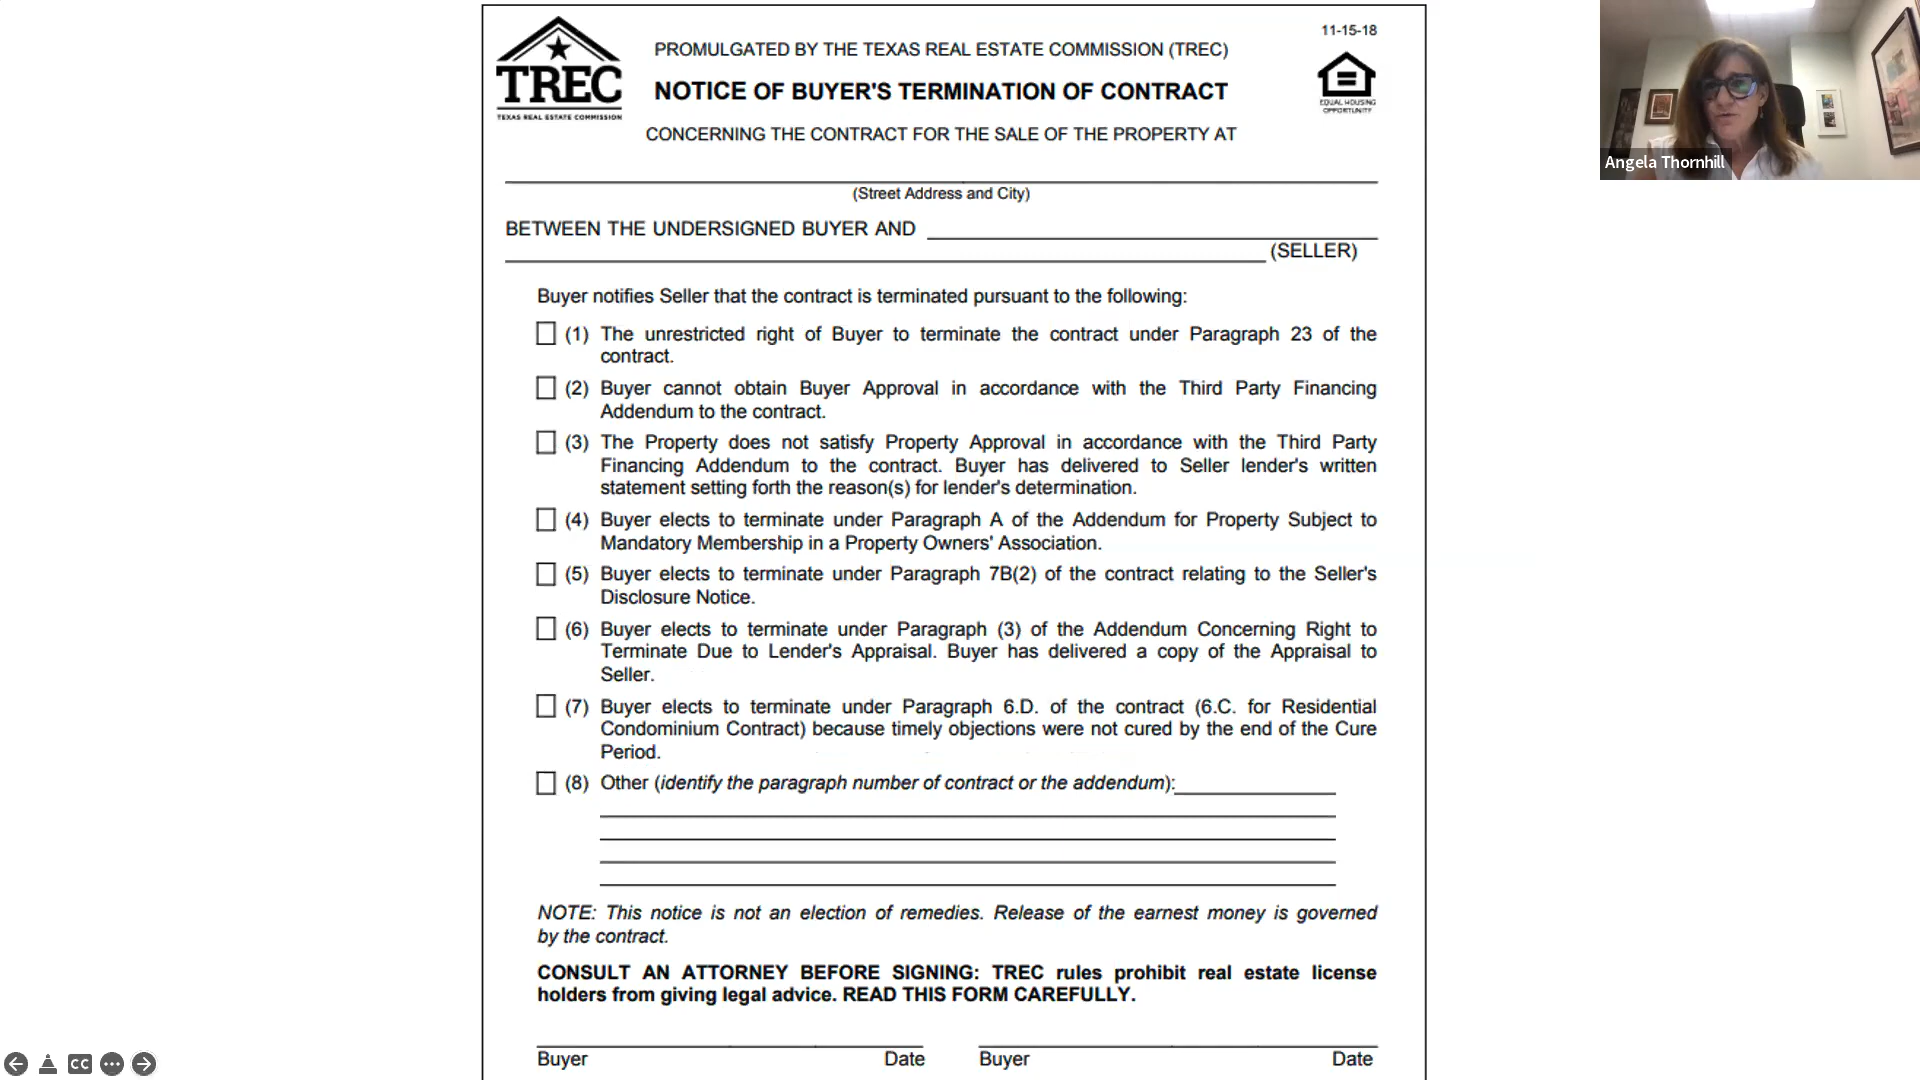 11-15-18
PROMULGATED BY THE TEXAS REAL ESTATE COMMISSION (TREC)
TREC
TEXAS REAL ESTATE COMMISSION
NOTICE OF BUYER'S TERMINATION OF CONTRACT
EQUAL HOUSING
OPPORTUNITY
CONCERNING THE CONTRACT FOR THE SALE OF THE PROPERTY AT
(Street Address and City)
BETWEEN THE UNDERSIGNED BUYER AND
(SELLER)
Buyer notifies Seller that the contract is terminated pursuant to the following:
(1) The unrestricted right of Buyer to terminate the contract under Paragraph 23 of the
contract.
(2) Buyer cannot obtain Buyer Approval in accordance with the Third Party Financing
Addendum to the contract.
(3) The Property does not satisfy Property Approval in accordance with the Third Party
Financing Addendum to the contract. Buyer has delivered to Seller lender's written
statement setting forth the reason(s) for lender's determination.
(4) Buyer elects to terminate under Paragraph A of the Addendum for Property Subject to
Mandatory Membership in a Property Owners' Association.
(5) Buyer elects to terminate under Paragraph 7B(2) of the contract relating to the Seller's
Disclosure Notice.
(6) Buyer elects to terminate under Paragraph (3) of the Addendum Concerning Right to
Terminate Due to Lender's Appraisal. Buyer has delivered a copy of the Appraisal to
Seller.
(7) Buyer elects to terminate under Paragraph 6.D. of the contract (6.C. for Residential
Condominium Contract) because timely objections were not cured by the end of the Cure
Period.
(8) Other (identify the paragraph number of contract or the addendum):
NOTE: This notice is not an election of remedies. Release of the earnest money is governed
by the contract.
CONSULT AN ATTORNEY BEFORE SIGNING: TREC rules prohibit real estate license
holders from giving legal advice. READ THIS FORM CAREFULLY.
Buyer Date Buyer Date
Angela Thornhill
CC